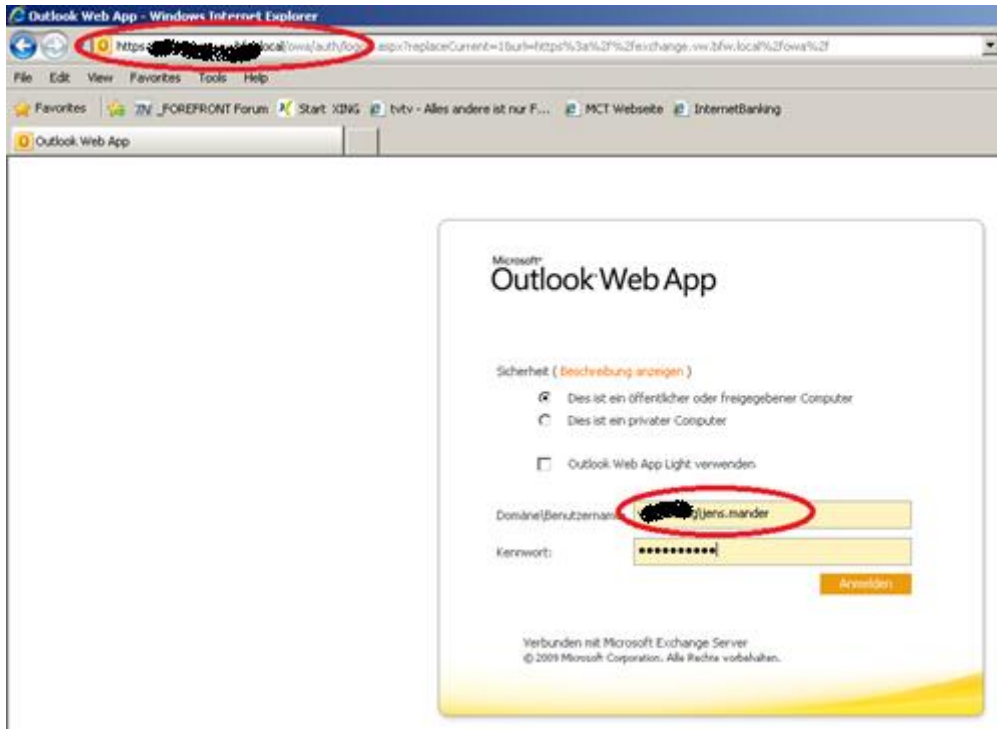 Outlook Web App - Windows Internet Explorer
https local/owa/auth/logo .aspx?replaceCurrent=1&url=https%3a%2f%2fexchange.vw.bfw.local%2fowa%2f
File Edit View Favorites Tools Help
Favorites _FOREFRONT Forum Start XING tvtv - Alles andere ist nur F... MCT Webseite InternetBanking
Outlook Web App
Microsoft
Outlook Web App
Sicherheit ( Beschreibung anzeigen )
Dies ist ein öffentlicher oder freigegebener Computer
Dies ist ein privater Computer
Outlook Web App Light verwenden
Domäne\Benutzername g\jens.mander
Kennwort:
Anmelden
Verbunden mit Microsoft Exchange Server
© 2009 Microsoft Corporation. Alle Rechte vorbehalten.